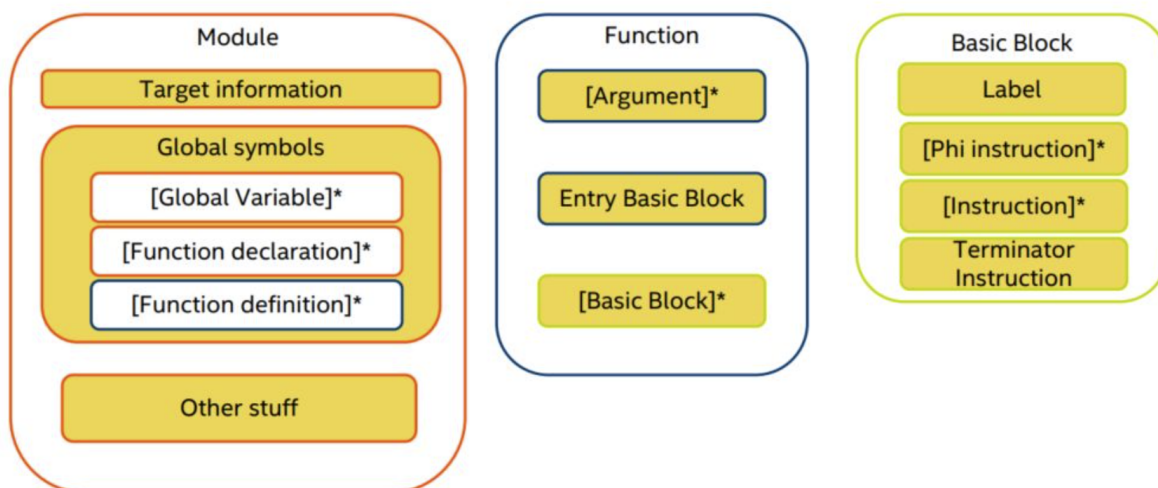 Module
Target information
Global symbols
[Global Variable]*
[Function declaration]*
[Function definition]*
Other stuff
Function
[Argument]*
Entry Basic Block
[Basic Block]*
Basic Block
Label
[Phi instruction]*
[Instruction]*
Terminator
Instruction